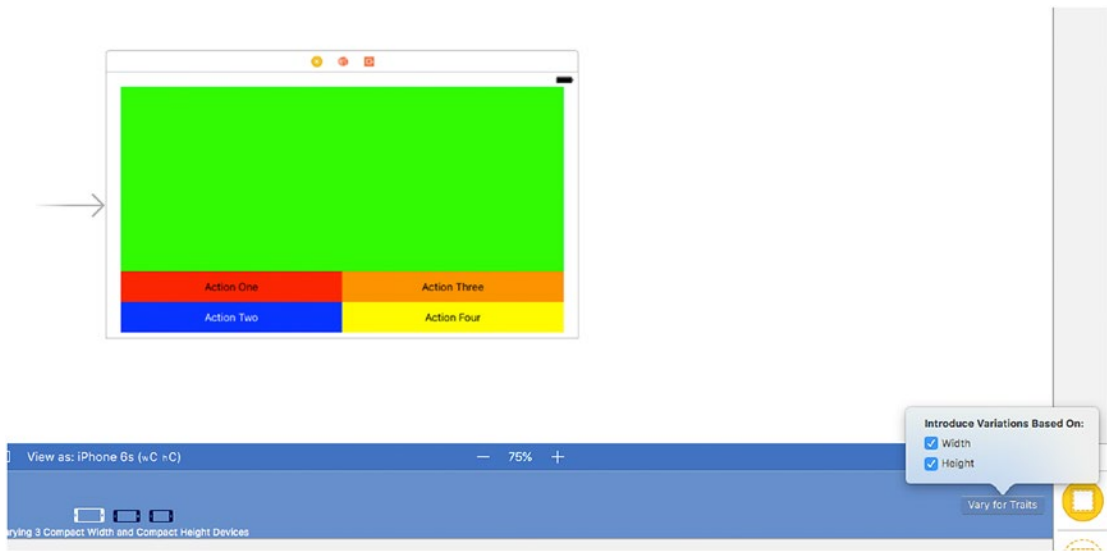 Action One
Action Three
Action Two
Action Four
Introduce Variations Based On:
Width
Height
View as: iPhone 6s (wC hC)
75%
Vary for Traits
rying 3 Compact Width and Compact Height Devices